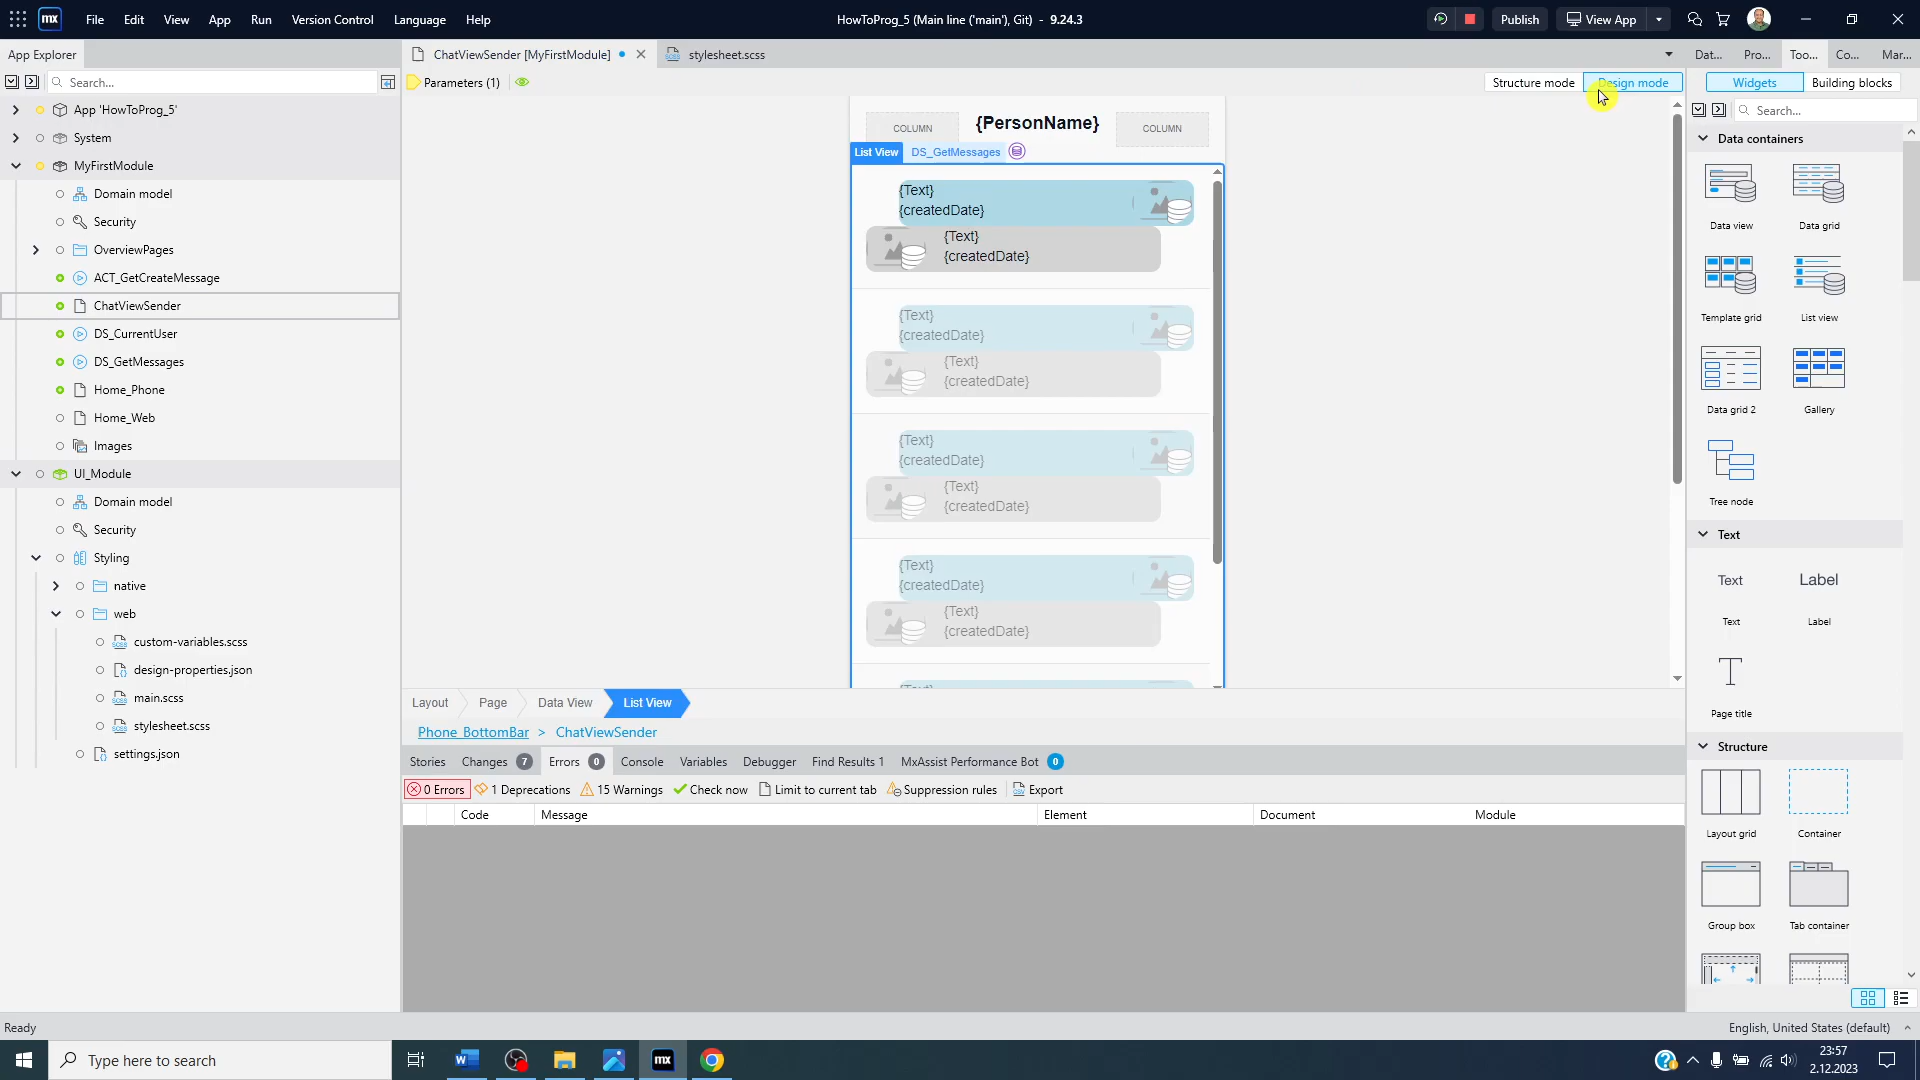 mx File Edit View App Run Version Control Language Help
HowToProg_5 (Main line ('main'), Git) - 9.24.3
Publish View App
App Explorer
ChatViewSender [MyFirstModule]
stylesheet.scss
Dat... Pro... Too... Co... Mar...
Search...
Parameters (1)
Structure mode Design mode
Widgets Building blocks
Search...
App 'HowToProg_5'
System
MyFirstModule
Domain model
Security
OverviewPages
ACT_GetCreateMessage
ChatViewSender
DS_CurrentUser
DS_GetMessages
Home_Phone
Home_Web
Images
UI_Module
Domain model
Security
Styling
native
web
custom-variables.scss
design-properties.json
main.scss
stylesheet.scss
settings.json
COLUMN {PersonName} COLUMN
List View DS_GetMessages
{Text}
{createdDate}
{Text}
{createdDate}
{Text}
{createdDate}
{Text}
{createdDate}
{Text}
{createdDate}
{Text}
{createdDate}
{Text}
{createdDate}
{Text}
{createdDate}
Layout Page Data View List View
Phone_BottomBar > ChatViewSender
Stories Changes 7 Errors 0 Console Variables Debugger Find Results 1 MxAssist Performance Bot 0
0 Errors 1 Deprecations 15 Warnings Check now Limit to current tab Suppression rules Export
Code Message Element Document Module
Data containers
Data view Data grid
Template grid List view
Data grid 2 Gallery
Tree node
Text
Text Label
Text Label
Page title
Structure
Layout grid Container
Group box Tab container
Ready
English, United States (default)
Type here to search
mx
23:57
2.12.2023